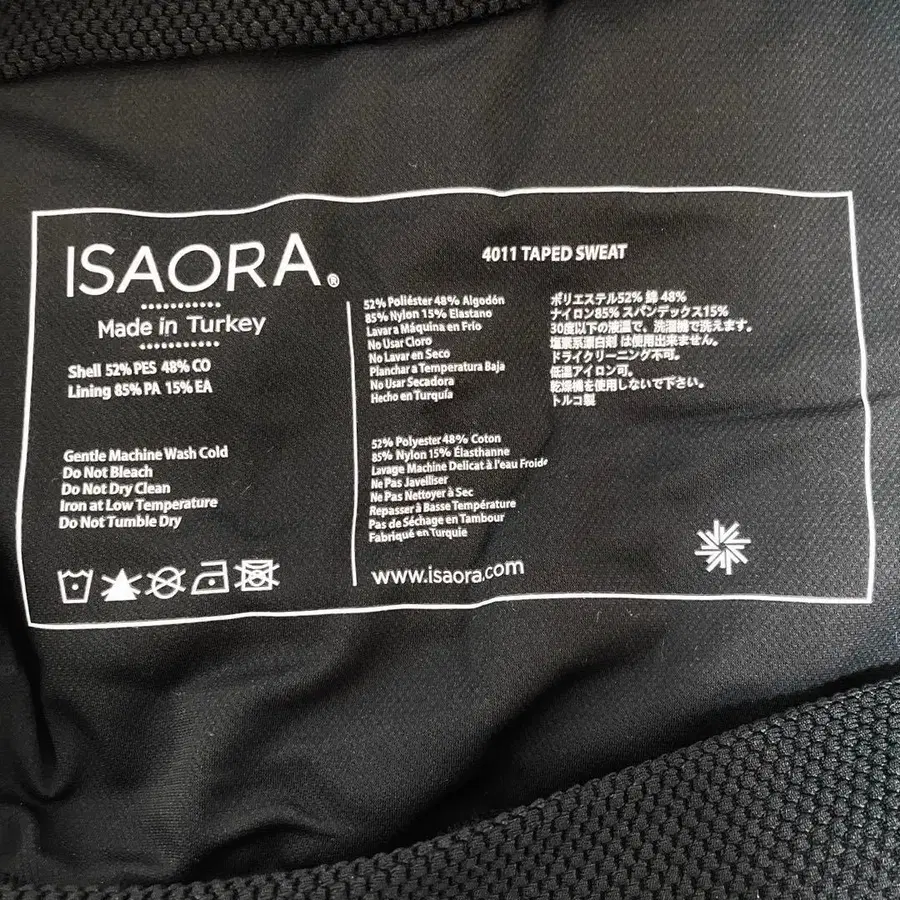 ISAORA®
Made in Turkey
Shell 52% PES 48% CO
Lining 85% PA 15% EA
Gentle Machine Wash Cold
Do Not Bleach
Do Not Dry Clean
Iron at Low Temperature
Do Not Tumble Dry
4011 TAPED SWEAT
52% Poliéster 48% Algodón
85% Nylon 15% Elastano
Lavar a Máquina en Frío
No Usar Cloro
No Lavar en Seco
Planchar a Temperatura Baja
No Usar Secadora
Hecho en Turquía
52% Polyester 48% Coton
85% Nylon 15% Élasthanne
Lavage Machine Delicat à l'eau Froide
Ne Pas Javelliser
Ne Pas Nettoyer à Sec
Repasser à Basse Température
Pas de Séchage en Tambour
Fabriqué en Turquie
www.isaora.com
ポリエステル52% 綿 48%
ナイロン85% スパンデックス15%
30度以下の液温で、洗濯機で洗えます。
塩素系漂白剤 は使用出来ません。
ドライクリーニング不可。
低温アイロン可。
乾燥機を使用しないで下さい。
トルコ製